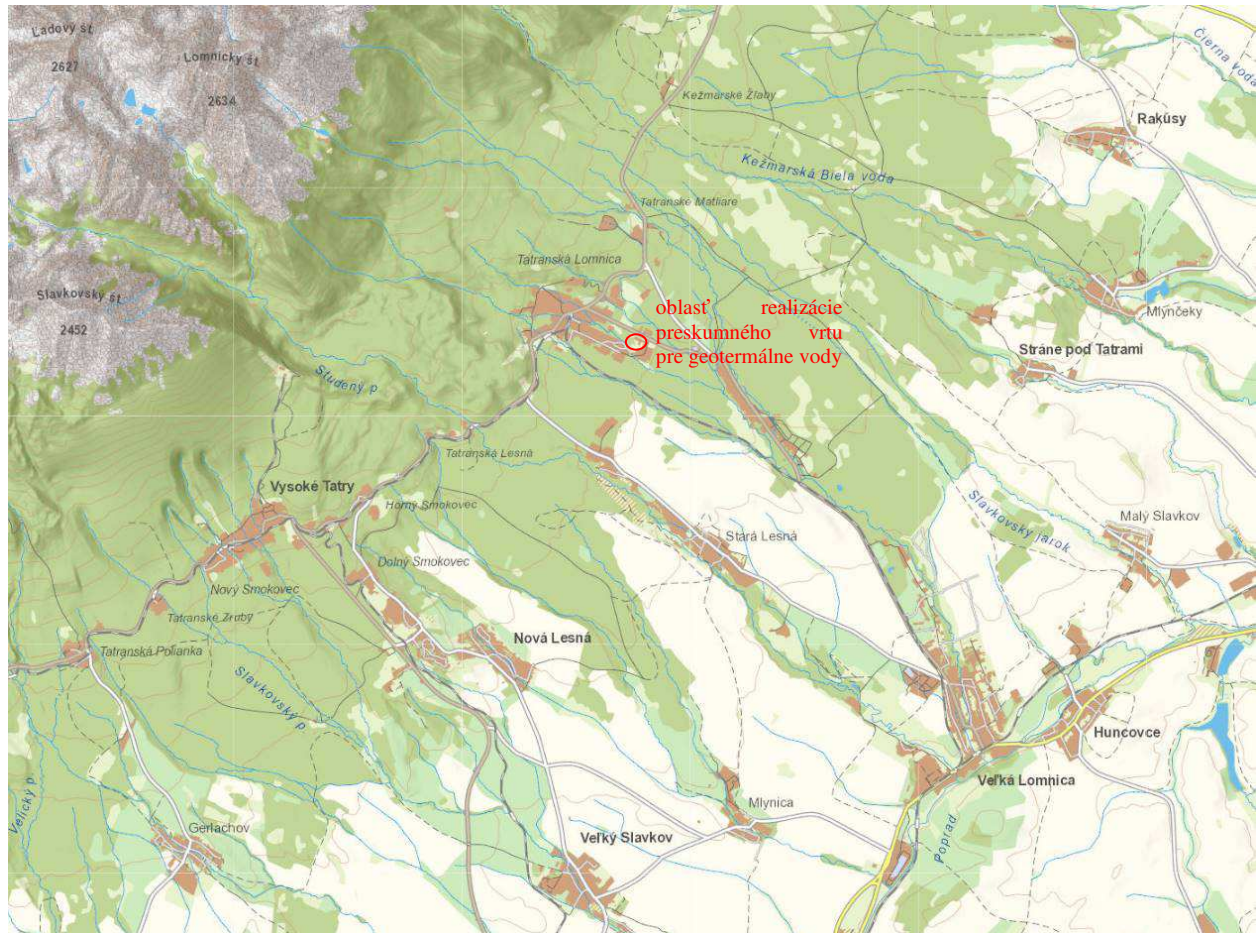 Ľadový št
2627
Lomnický št
2634
Čierna voda
Kežmarské Žľaby
Rakúsy
Kežmarská Biela voda
Tatranské Matliare
Tatranská Lomnica
Slavkovský št
2452
Mlynčeky
oblasť realizácie
preskumného vrtu
pre geotermálne vody
Stráne pod Tatrami
Studený p
Tatranská Lesná
Vysoké Tatry
Horný Smokovec
Slavkovský jarok
Malý Slavkov
Stará Lesná
Dolný Smokovec
Nový Smokovec
Tatranské Zruby
Nová Lesná
Tatranská Polianka
Slavkovský p
Huncovce
Veľká Lomnica
Velický p
Mlynica
Gerlachov
Veľký Slavkov
Poprad